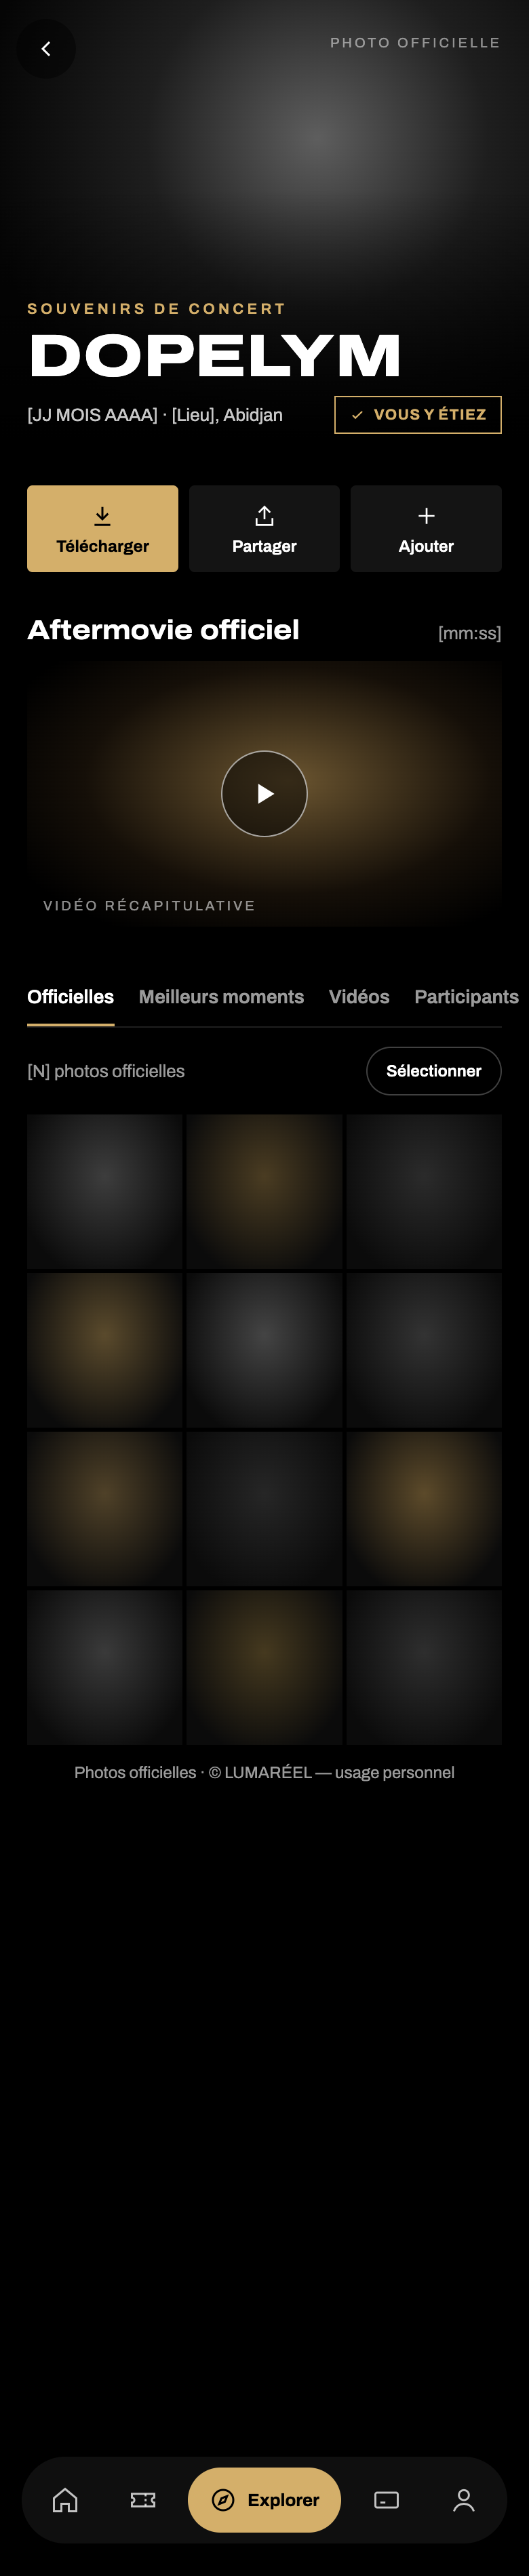 PHOTO OFFICIELLE
SOUVENIRS DE CONCERT
DOPELYM
[JJ MOIS AAAA] · [Lieu], Abidjan
VOUS Y ÉTIEZ
Télécharger
Partager
Ajouter
Aftermovie officiel
[mm:ss]
VIDÉO RÉCAPITULATIVE
Officielles
Meilleurs moments
Vidéos
Participants
[N] photos officielles
Sélectionner
Photos officielles · © LUMARÉEL — usage personnel
Explorer